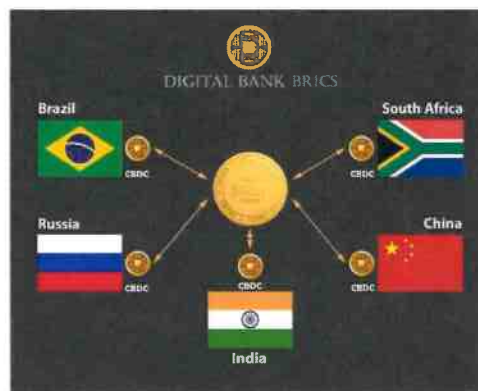 DIGITAL BANK BRICS
Brazil
South Africa
CBDC
CBDC
Russia
China
CBDC
CBDC
CBDC
India